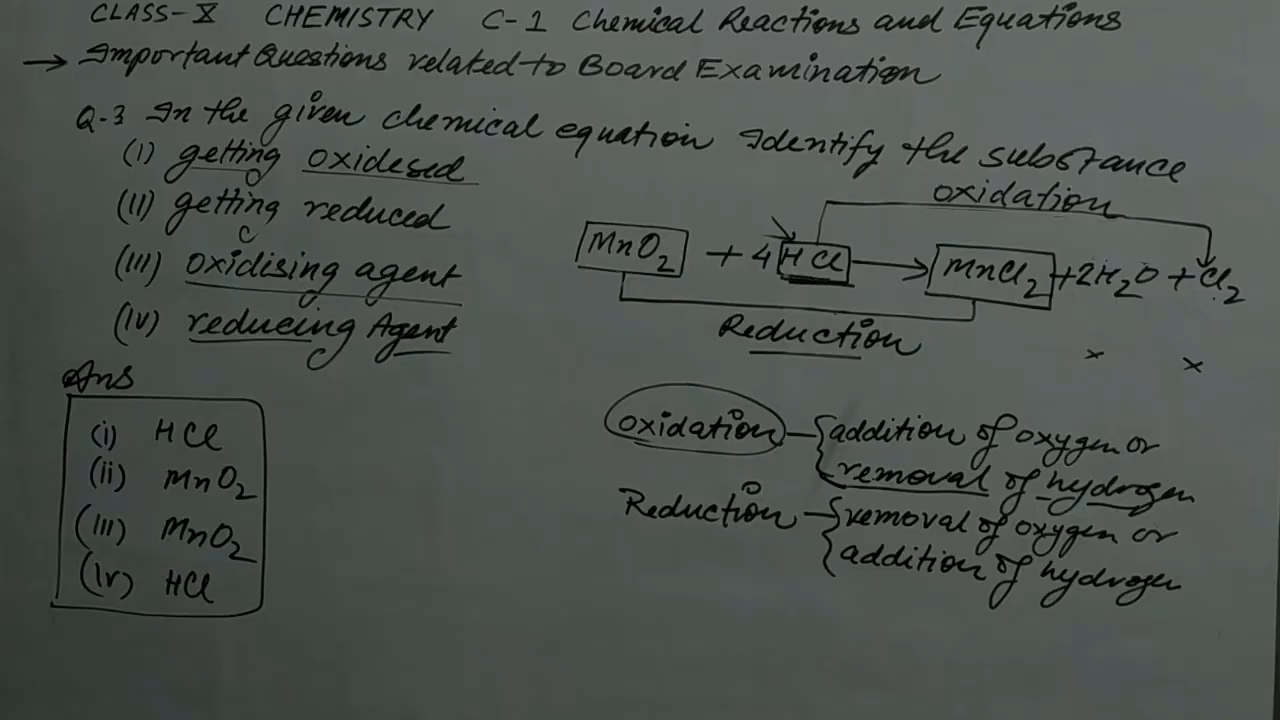 CLASS-X CHEMISTRY C-1 Chemical Reactions and Equations
→ Important Questions related to Board Examination
Q-3 In the given chemical equation Identify the substance
(I) getting oxidesed
(II) getting reduced
(III) oxidising agent
(IV) reducing Agent
oxidation
MnO₂ + 4HCl → MnCl₂ + 2H₂O + Cl₂
Reduction
× ×
Ans
(i) HCl
(ii) MnO₂
(III) MnO₂
(IV) HCl
oxidation – { addition of oxygen or
removal of hydrogen
Reduction – { removal of oxygen or
addition of hydrogen